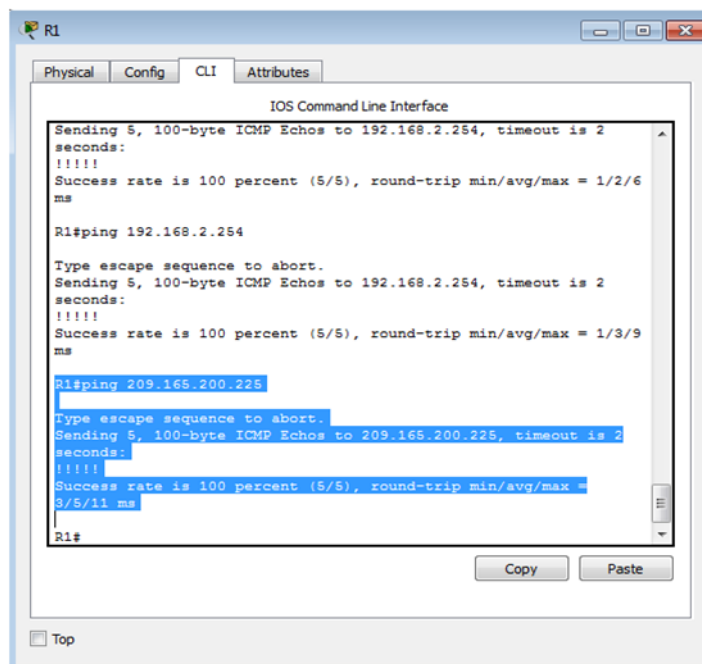 R1
Physical Config CLI Attributes
IOS Command Line Interface
Sending 5, 100-byte ICMP Echos to 192.168.2.254, timeout is 2
seconds:
!!!!!
Success rate is 100 percent (5/5), round-trip min/avg/max = 1/2/6
ms
R1#ping 192.168.2.254
Type escape sequence to abort.
Sending 5, 100-byte ICMP Echos to 192.168.2.254, timeout is 2
seconds:
!!!!!
Success rate is 100 percent (5/5), round-trip min/avg/max = 1/3/9
ms
R1#ping 209.165.200.225
Type escape sequence to abort.
Sending 5, 100-byte ICMP Echos to 209.165.200.225, timeout is 2
seconds:
!!!!!
Success rate is 100 percent (5/5), round-trip min/avg/max =
3/5/11 ms
R1#
Copy Paste
Top